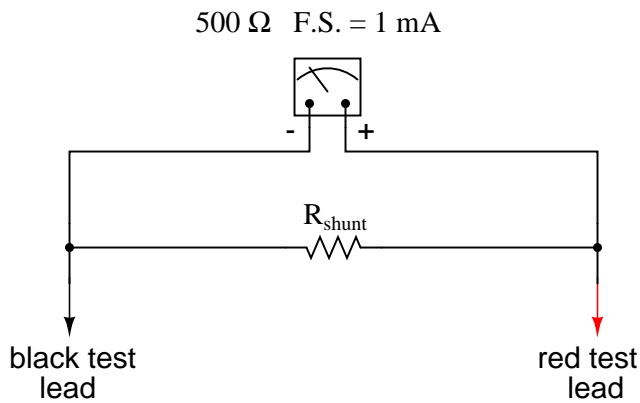 500 Ω F.S. = 1 mA
- +
Rshunt
black test
lead
red test
lead